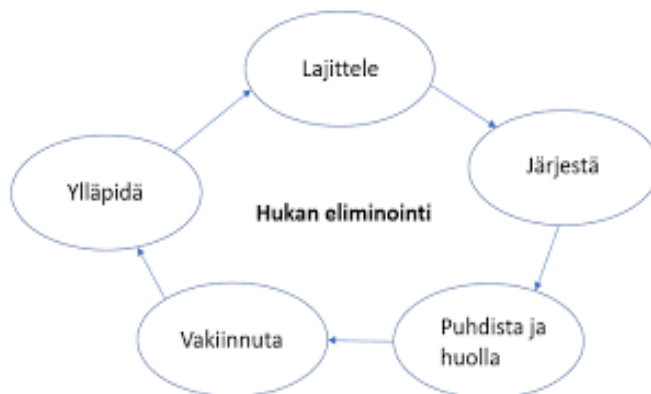 Lajittele
Järjestä
Ylläpidä
Hukan eliminointi
Vakiinnuta
Puhdista ja
huolla